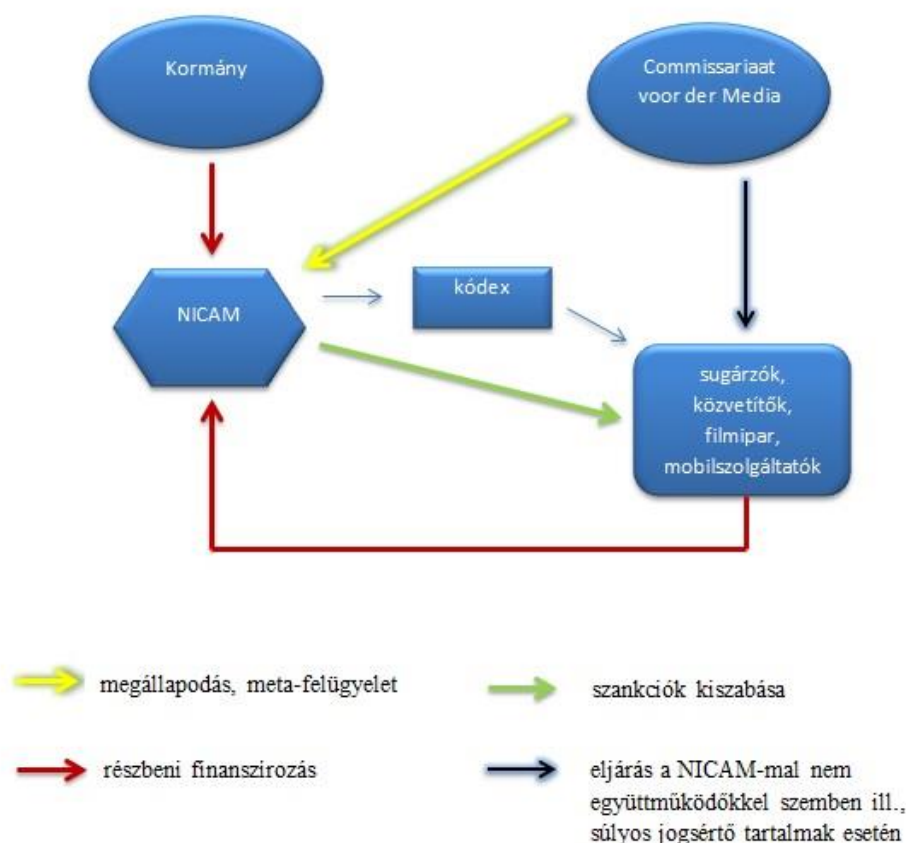 Kormány
Commissariaat
voor der Media
NICAM
kódex
sugárzók,
közvetítők,
filmipar,
mobilszolgáltatók
megállapodás, meta-felügyelet
szankciók kiszabása
részbeni finanszírozás
eljárás a NICAM-mal nem
együttműködőkkel szemben ill.,
súlyos jogsértő tartalmak esetén